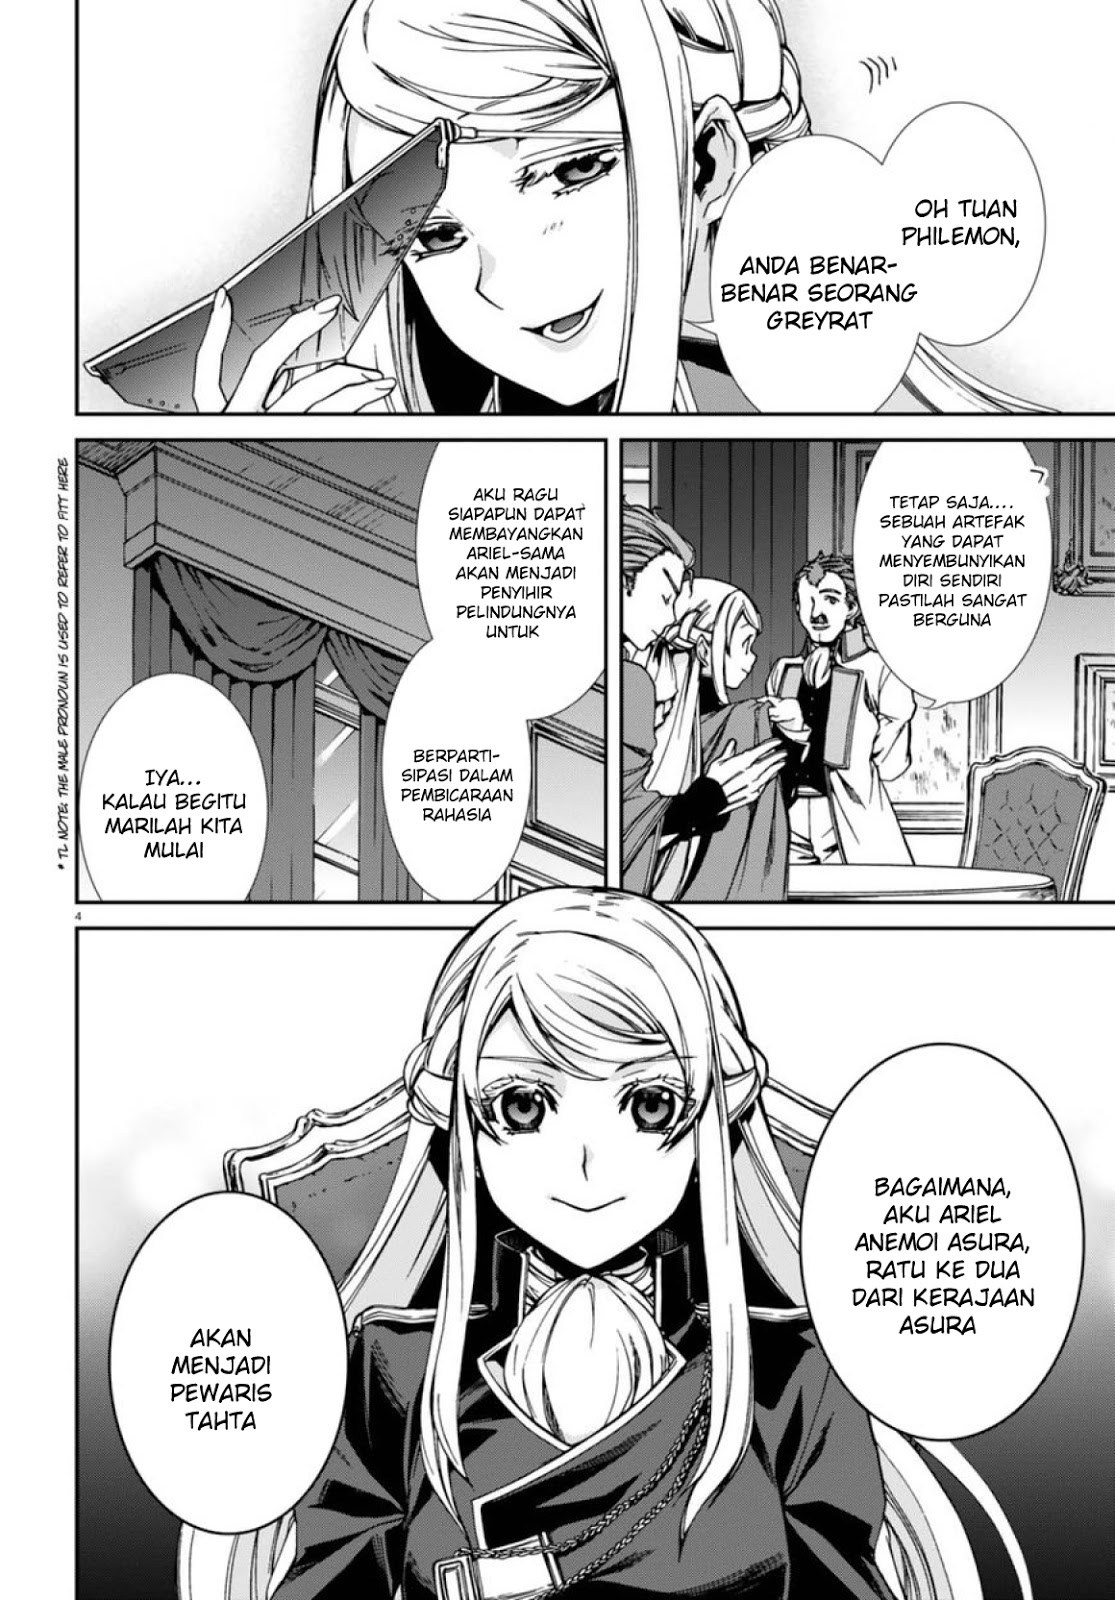 OH TUAN
PHILEMON,
ANDA BENAR-
BENAR SEORANG
GREYRAT
TETAP SAJA....
SEBUAH ARTEFAK
YANG DAPAT
MENYEMBUNYIKAN
DIRI SENDIRI
PASTILAH SANGAT
BERGUNA
AKU RAGU
SIAPAPUN DAPAT
MEMBAYANGKAN
ARIEL-SAMA
AKAN MENJADI
PENYIHIR
PELINDUNGNYA
UNTUK
BERPARTI-
SIPASI DALAM
PEMBICARAAN
RAHASIA
IYA...
KALAU BEGITU
MARILAH KITA
MULAI
* TL NOTE: THE MALE PRONOUN IS USED TO REFER TO FITT HERE
4
BAGAIMANA,
AKU ARIEL
ANEMOI ASURA,
RATU KE DUA
DARI KERAJAAN
ASURA
AKAN
MENJADI
PEWARIS
TAHTA